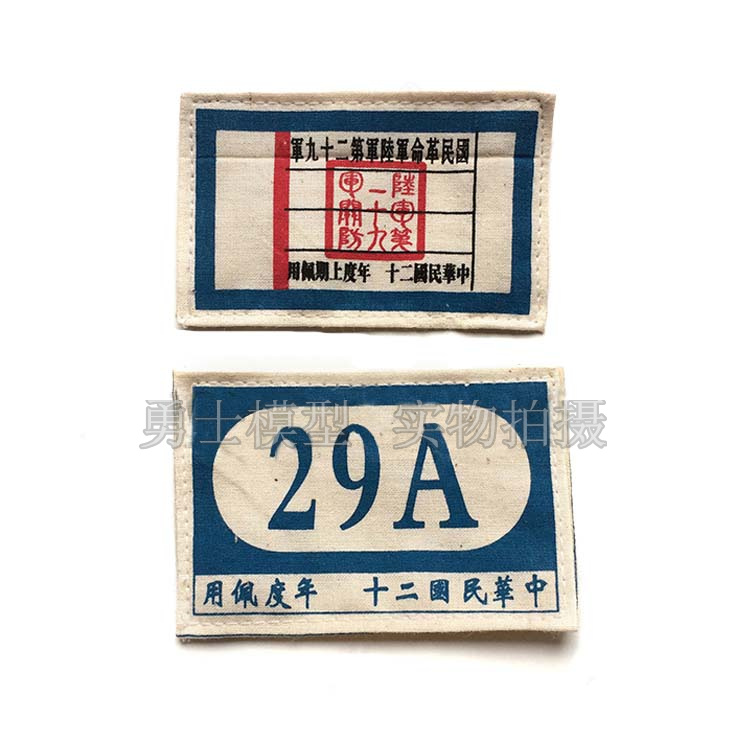 國民革命軍陸軍第二十九軍
陸軍第
二十九
軍關防
中華民國二十 年度上期佩用
勇士模型 实物拍摄
29A
中華民國二十 年度佩用